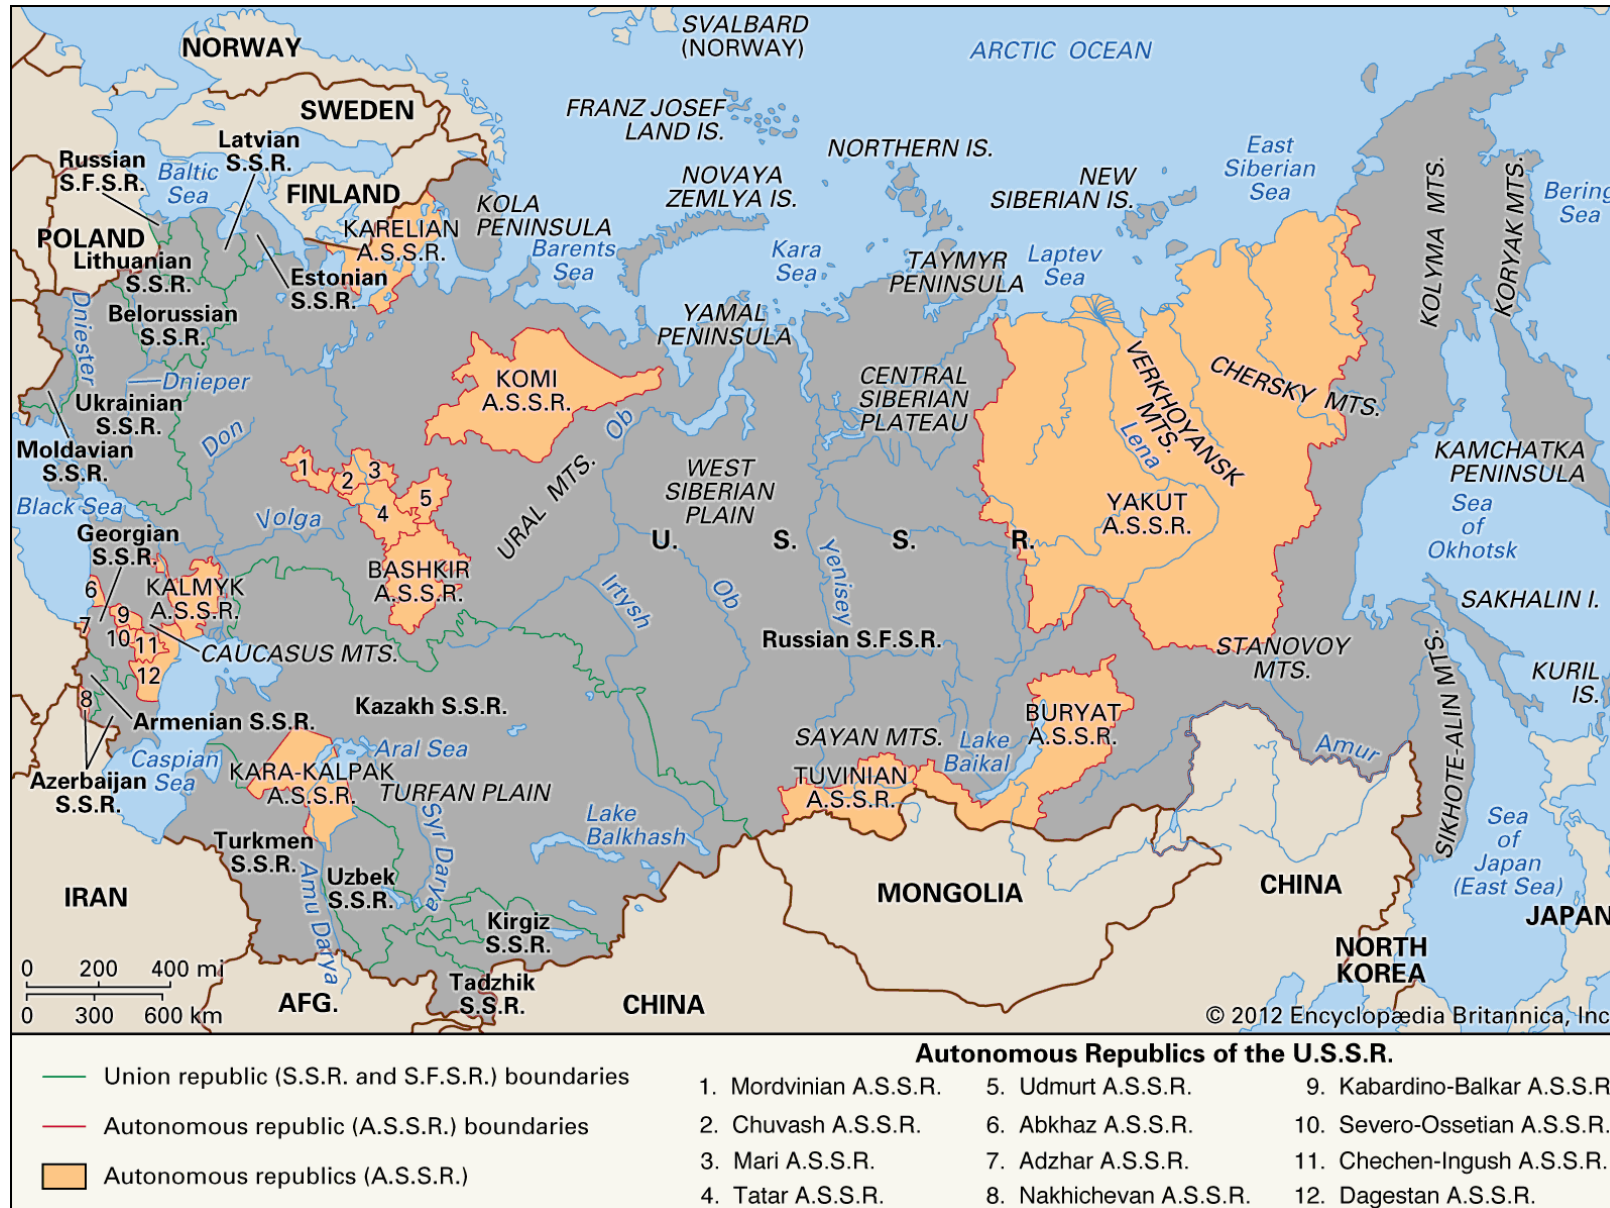 SVALBARD
(NORWAY)
ARCTIC OCEAN
NORWAY
SWEDEN
FRANZ JOSEF
LAND IS.
NORTHERN IS.
Latvian
S.S.R.
Russian
S.F.S.R.
Baltic
Sea
FINLAND
KOLA
PENINSULA
NOVAYA
ZEMLYA IS.
NEW
SIBERIAN IS.
East
Siberian
Sea
KOLYMA MTS.
KORYAK MTS.
Bering
Sea
POLAND
Lithuanian
S.S.R.
KARELIAN
A.S.S.R.
Estonian
S.S.R.
Barents
Sea
Kara
Sea
TAYMYR
PENINSULA
Laptev
Sea
Dniester
Belorussian
S.S.R.
YAMAL
PENINSULA
Dnieper
Ukrainian
S.S.R.
KOMI
A.S.S.R.
CENTRAL
SIBERIAN
PLATEAU
VERKHOYANSK
MTS.
CHERSKY MTS.
Moldavian
S.S.R.
Don
Ob
Lena
KAMCHATKA
PENINSULA
1
2
3
4
5
URAL MTS.
WEST
SIBERIAN
PLAIN
YAKUT
A.S.S.R.
Sea
of
Okhotsk
Black Sea
Volga
Georgian
S.S.R.
U. S. S. R.
BASHKIR
A.S.S.R.
KALMYK
A.S.S.R.
6
7
9
10
11
12
8
CAUCASUS MTS.
Irtysh
Ob
Yenisey
Russian S.F.S.R.
SAKHALIN I.
STANOVOY
MTS.
SIKHOTE-ALIN MTS.
KURIL
IS.
Kazakh S.S.R.
Armenian S.S.R.
BURYAT
A.S.S.R.
SAYAN MTS.
Lake
Baikal
Amur
Azerbaijan
S.S.R.
Caspian
Sea
Aral Sea
KARA-KALPAK
A.S.S.R.
TURFAN PLAIN
TUVINIAN
A.S.S.R.
Syr Darya
Lake
Balkhash
Sea
of
Japan
(East Sea)
Turkmen
S.S.R.
Uzbek
S.S.R.
Amu Darya
IRAN
MONGOLIA
CHINA
JAPAN
Kirgiz
S.S.R.
NORTH
KOREA
Tadzhik
S.S.R.
AFG.
CHINA
0 200 400 mi
0 300 600 km
© 2012 Encyclopædia Britannica, Inc
Autonomous Republics of the U.S.S.R.
Union republic (S.S.R. and S.F.S.R.) boundaries
Autonomous republic (A.S.S.R.) boundaries
Autonomous republics (A.S.S.R.)
1. Mordvinian A.S.S.R.
2. Chuvash A.S.S.R.
3. Mari A.S.S.R.
4. Tatar A.S.S.R.
5. Udmurt A.S.S.R.
6. Abkhaz A.S.S.R.
7. Adzhar A.S.S.R.
8. Nakhichevan A.S.S.R.
9. Kabardino-Balkar A.S.S.R
10. Severo-Ossetian A.S.S.R.
11. Chechen-Ingush A.S.S.R.
12. Dagestan A.S.S.R.